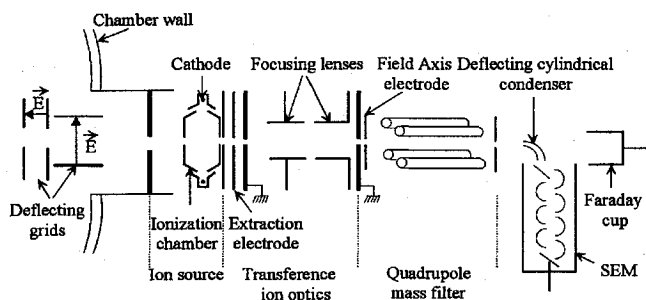 Chamber wall
Cathode
Focusing lenses
Field Axis
electrode
Deflecting cylindrical
condenser
E
E
Deflecting
grids
Ionization
chamber
Extraction
electrode
Faraday
cup
SEM
Ion source
Transference
ion optics
Quadrupole
mass filter